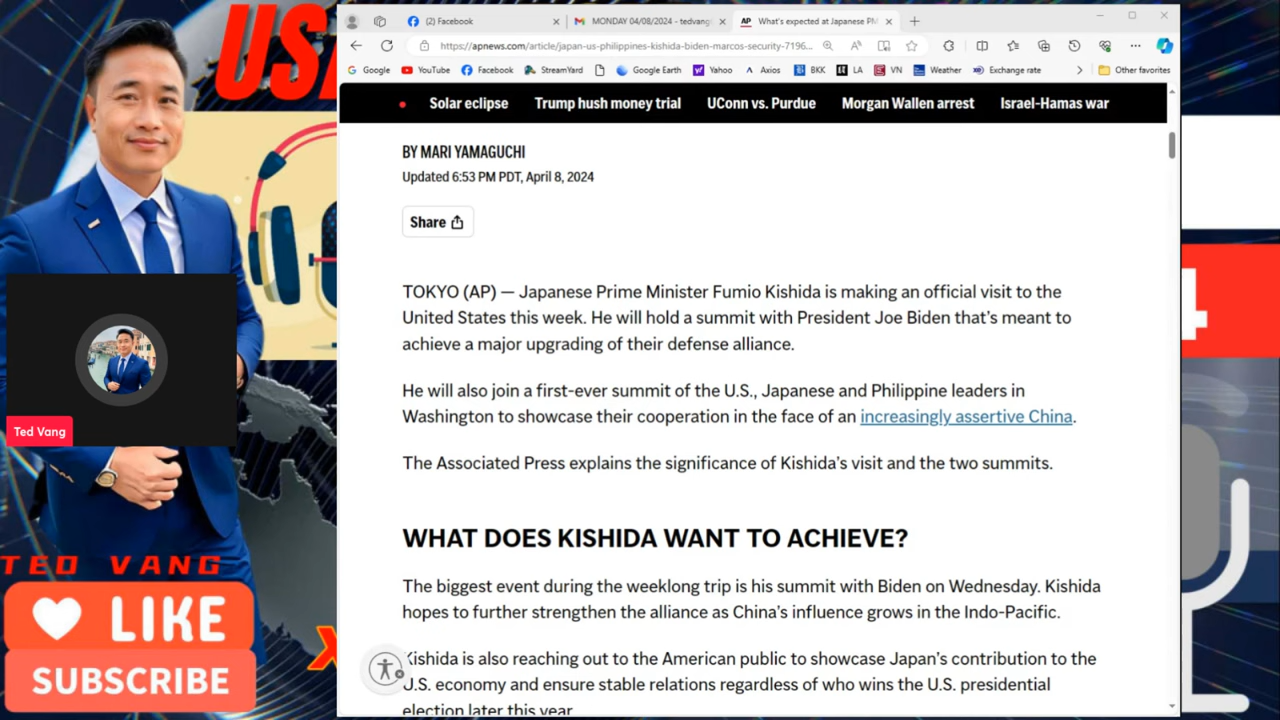 US
(2) Facebook
MONDAY 04/08/2024 - tedvang
What's expected at Japanese PM
https://apnews.com/article/japan-us-philippines-kishida-biden-marcos-security-7196...
Google
YouTube
Facebook
StreamYard
Google Earth
Yahoo
Axios
BKK
LA
VN
Weather
Exchange rate
Other favorites
Solar eclipse
Trump hush money trial
UConn vs. Purdue
Morgan Wallen arrest
Israel-Hamas war
BY MARI YAMAGUCHI
Updated 6:53 PM PDT, April 8, 2024
Share
TOKYO (AP) — Japanese Prime Minister Fumio Kishida is making an official visit to the
United States this week. He will hold a summit with President Joe Biden that's meant to
achieve a major upgrading of their defense alliance.
He will also join a first-ever summit of the U.S., Japanese and Philippine leaders in
Washington to showcase their cooperation in the face of an increasingly assertive China.
The Associated Press explains the significance of Kishida's visit and the two summits.
WHAT DOES KISHIDA WANT TO ACHIEVE?
The biggest event during the weeklong trip is his summit with Biden on Wednesday. Kishida
hopes to further strengthen the alliance as China's influence grows in the Indo-Pacific.
Kishida is also reaching out to the American public to showcase Japan's contribution to the
U.S. economy and ensure stable relations regardless of who wins the U.S. presidential
election later this year
Ted Vang
TED VANG
LIKE
SUBSCRIBE
X